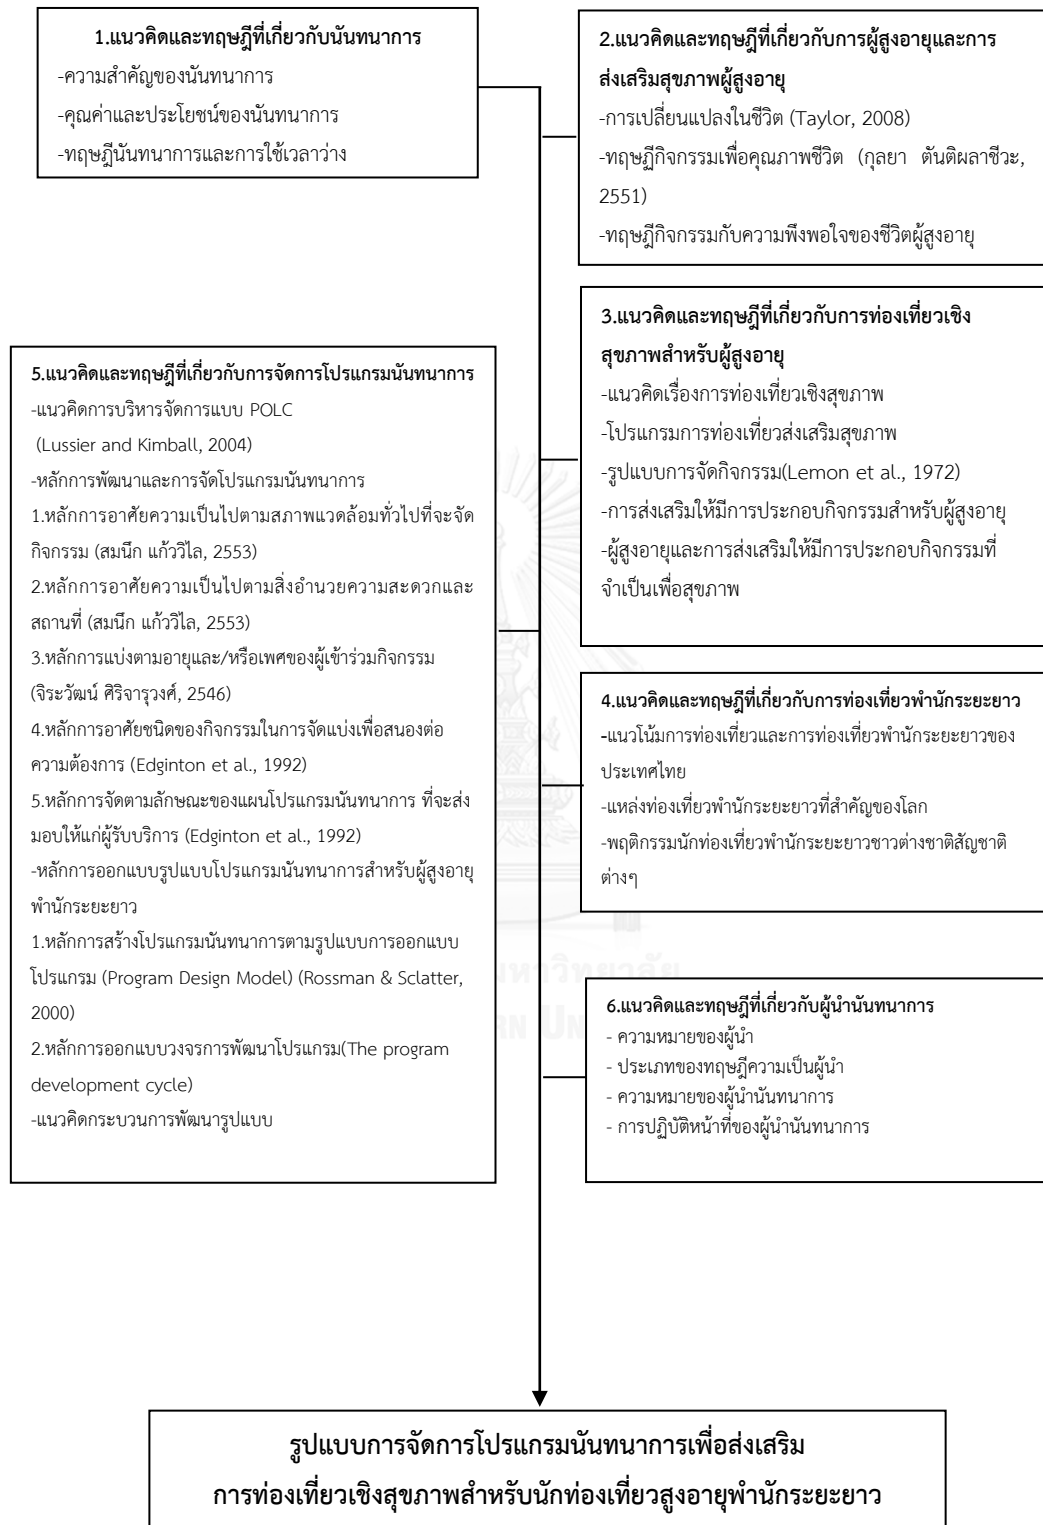 1.แนวคิดและทฤษฎีที่เกี่ยวกับนันทนาการ
-ความสำคัญของนันทนาการ
-คุณค่าและประโยชน์ของนันทนาการ
-ทฤษฎีนันทนาการและการใช้เวลาว่าง
2.แนวคิดและทฤษฎีที่เกี่ยวกับการผู้สูงอายุและการ
ส่งเสริมสุขภาพผู้สูงอายุ
-การเปลี่ยนแปลงในชีวิต (Taylor, 2008)
-ทฤษฎีกิจกรรมเพื่อคุณภาพชีวิต (กุลยา ตันติผลาชีวะ,
2551)
-ทฤษฎีกิจกรรมกับความพึงพอใจของชีวิตผู้สูงอายุ
3.แนวคิดและทฤษฎีที่เกี่ยวกับการท่องเที่ยวเชิง
สุขภาพสำหรับผู้สูงอายุ
-แนวคิดเรื่องการท่องเที่ยวเชิงสุขภาพ
-โปรแกรมการท่องเที่ยวส่งเสริมสุขภาพ
-รูปแบบการจัดกิจกรรม(Lemon et al., 1972)
-การส่งเสริมให้มีการประกอบกิจกรรมสำหรับผู้สูงอายุ
-ผู้สูงอายุและการส่งเสริมให้มีการประกอบกิจกรรมที่
จำเป็นเพื่อสุขภาพ
4.แนวคิดและทฤษฎีที่เกี่ยวกับการท่องเที่ยวพำนักระยะยาว
-แนวโน้มการท่องเที่ยวและการท่องเที่ยวพำนักระยะยาวของ
ประเทศไทย
-แหล่งท่องเที่ยวพำนักระยะยาวที่สำคัญของโลก
-พฤติกรรมนักท่องเที่ยวพำนักระยะยาวชาวต่างชาติสัญชาติ
ต่างๆ
5.แนวคิดและทฤษฎีที่เกี่ยวกับการจัดการโปรแกรมนันทนาการ
-แนวคิดการบริหารจัดการแบบ POLC
(Lussier and Kimball, 2004)
-หลักการพัฒนาและการจัดโปรแกรมนันทนาการ
1.หลักการอาศัยความเป็นไปตามสภาพแวดล้อมทั่วไปที่จะจัด
กิจกรรม (สมนึก แก้ววิไล, 2553)
2.หลักการอาศัยความเป็นไปตามสิ่งอำนวยความสะดวกและ
สถานที่ (สมนึก แก้ววิไล, 2553)
3.หลักการแบ่งตามอายุและ/หรือเพศของผู้เข้าร่วมกิจกรรม
(จิระวัฒน์ ศิริจารุวงศ์, 2546)
4.หลักการอาศัยชนิดของกิจกรรมในการจัดแบ่งเพื่อสนองต่อ
ความต้องการ (Edginton et al., 1992)
5.หลักการจัดตามลักษณะของแผนโปรแกรมนันทนาการ ที่จะส่ง
มอบให้แก่ผู้รับบริการ (Edginton et al., 1992)
-หลักการออกแบบรูปแบบโปรแกรมนันทนาการสำหรับผู้สูงอายุ
พำนักระยะยาว
1.หลักการสร้างโปรแกรมนันทนาการตามรูปแบบการออกแบบ
โปรแกรม (Program Design Model) (Rossman & Sclatter,
2000)
2.หลักการออกแบบวงจรการพัฒนาโปรแกรม(The program
development cycle)
-แนวคิดกระบวนการพัฒนารูปแบบ
6.แนวคิดและทฤษฎีที่เกี่ยวกับผู้นำนันทนาการ
- ความหมายของผู้นำ
- ประเภทของทฤษฎีความเป็นผู้นำ
- ความหมายของผู้นำนันทนาการ
- การปฏิบัติหน้าที่ของผู้นำนันทนาการ
รูปแบบการจัดการโปรแกรมนันทนาการเพื่อส่งเสริม
การท่องเที่ยวเชิงสุขภาพสำหรับนักท่องเที่ยวสูงอายุพำนักระยะยาว